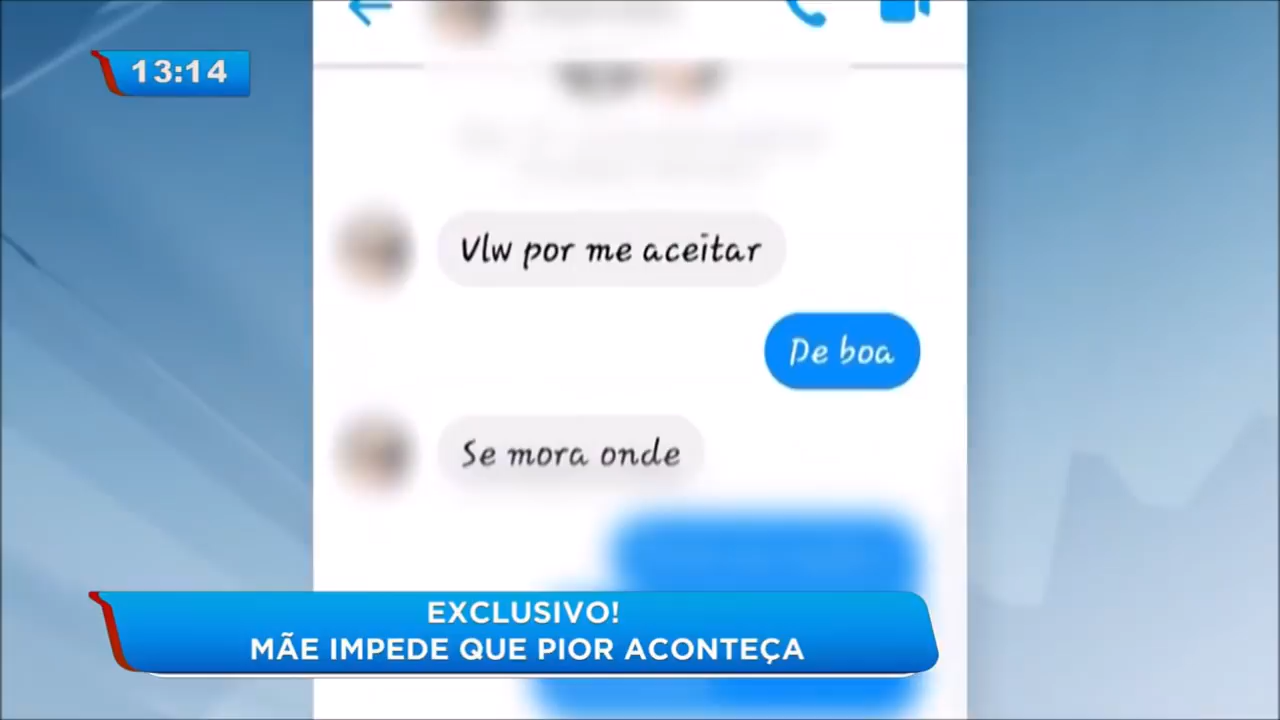 13:14
Vlw por me aceitar
De boa
Se mora onde
EXCLUSIVO!
MÃE IMPEDE QUE PIOR ACONTEÇA